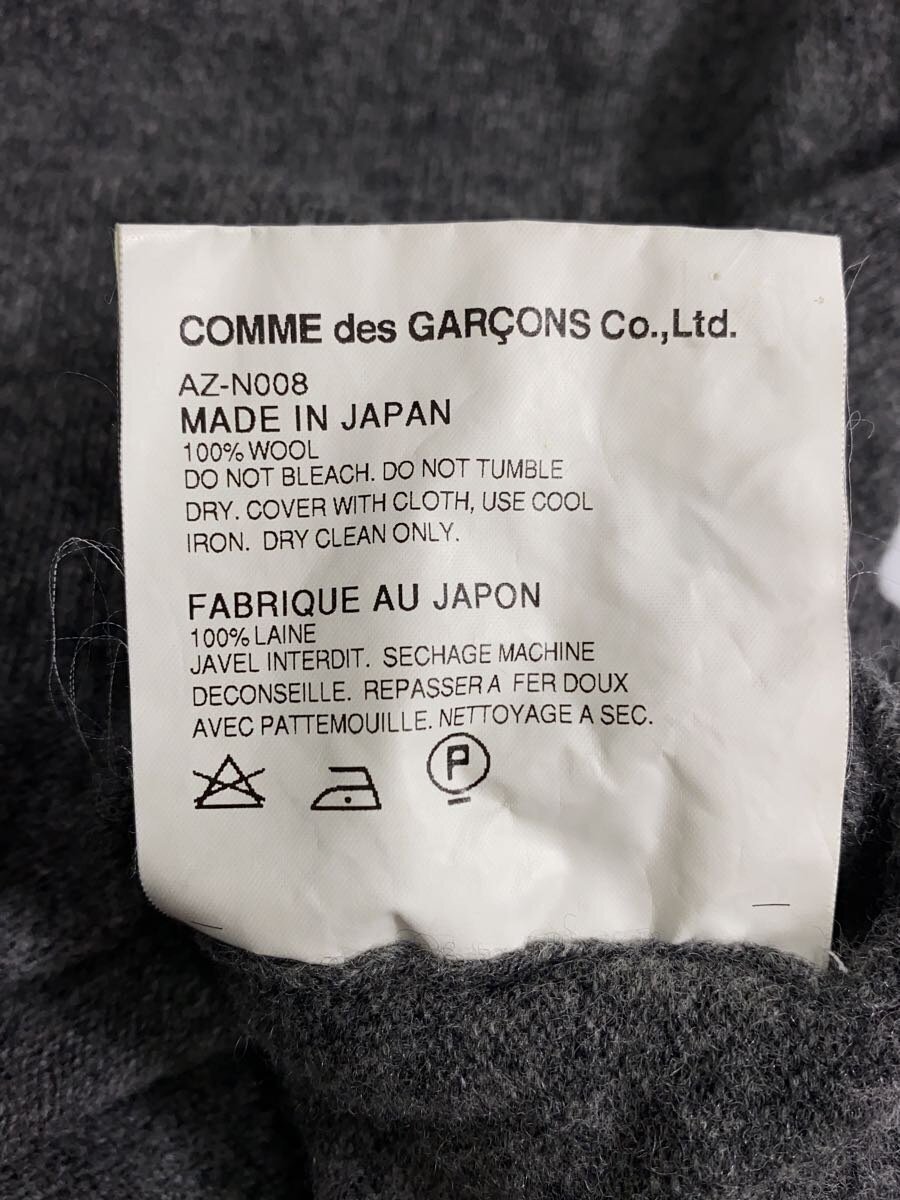 COMME des GARÇONS Co.,Ltd.
AZ-N008
MADE IN JAPAN
100% WOOL
DO NOT BLEACH. DO NOT TUMBLE
DRY. COVER WITH CLOTH, USE COOL
IRON. DRY CLEAN ONLY.
FABRIQUE AU JAPON
100% LAINE
JAVEL INTERDIT. SECHAGE MACHINE
DECONSEILLE. REPASSER A FER DOUX
AVEC PATTEMOUILLE. NETTOYAGE A SEC.
P